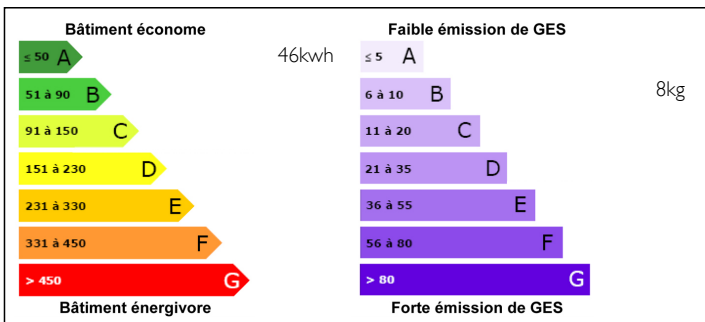 Bâtiment économe
≤ 50 A
46kwh
51 à 90 B
91 à 150 C
151 à 230 D
231 à 330 E
331 à 450 F
> 450 G
Bâtiment énergivore
Faible émission de GES
≤ 5 A
6 à 10 B
8kg
11 à 20 C
21 à 35 D
36 à 55 E
56 à 80 F
> 80 G
Forte émission de GES